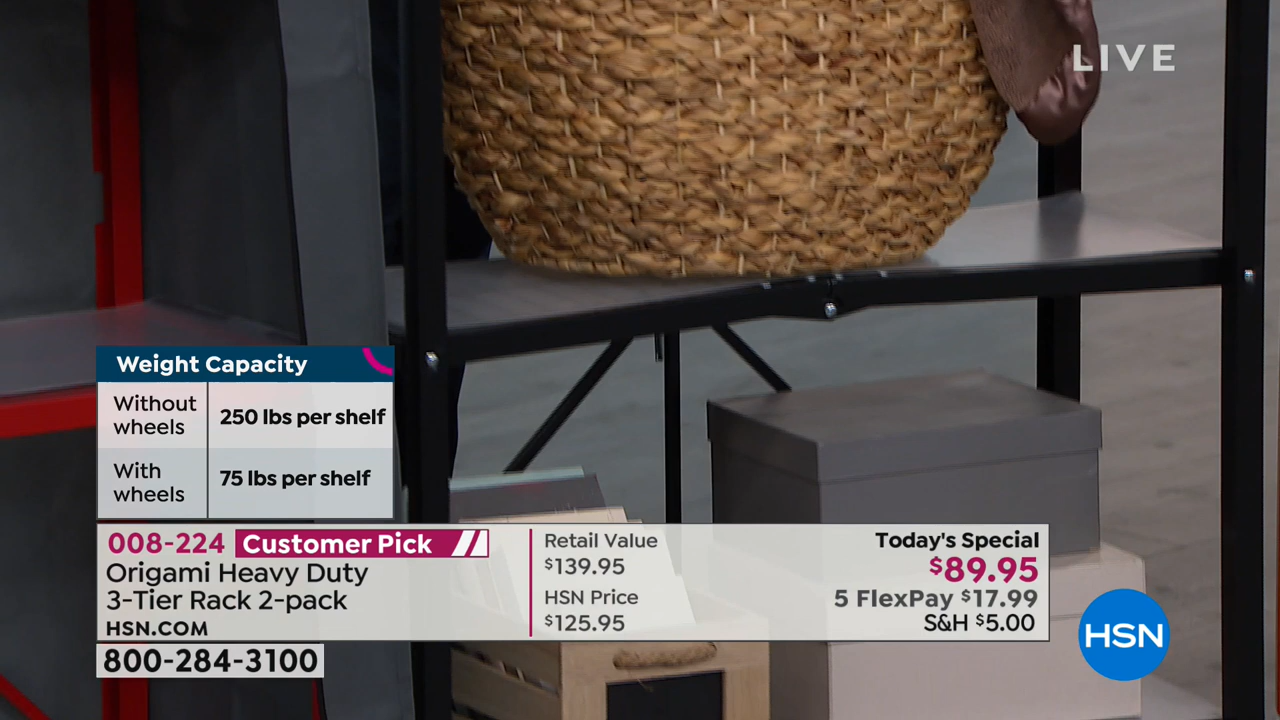 LIVE
Weight Capacity
Without
wheels
250 lbs per shelf
With
wheels
75 lbs per shelf
008-224 Customer Pick
Origami Heavy Duty
3-Tier Rack 2-pack
HSN.COM
800-284-3100
Retail Value
$139.95
HSN Price
$125.95
Today's Special
$89.95
5 FlexPay $17.99
S&H $5.00
HSN